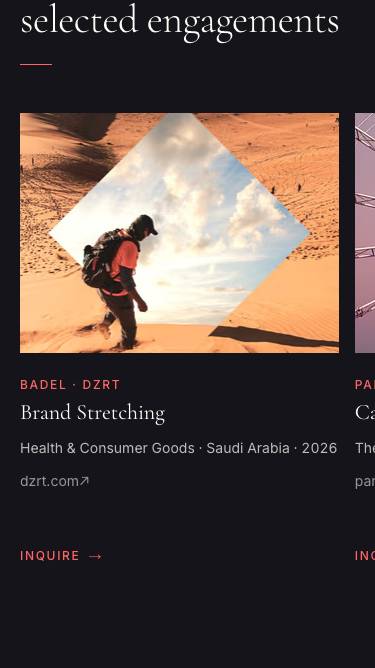 selected engagements
BADEL · DZRT
Brand Stretching
Health & Consumer Goods · Saudi Arabia · 2026
dzrt.com↗
INQUIRE →